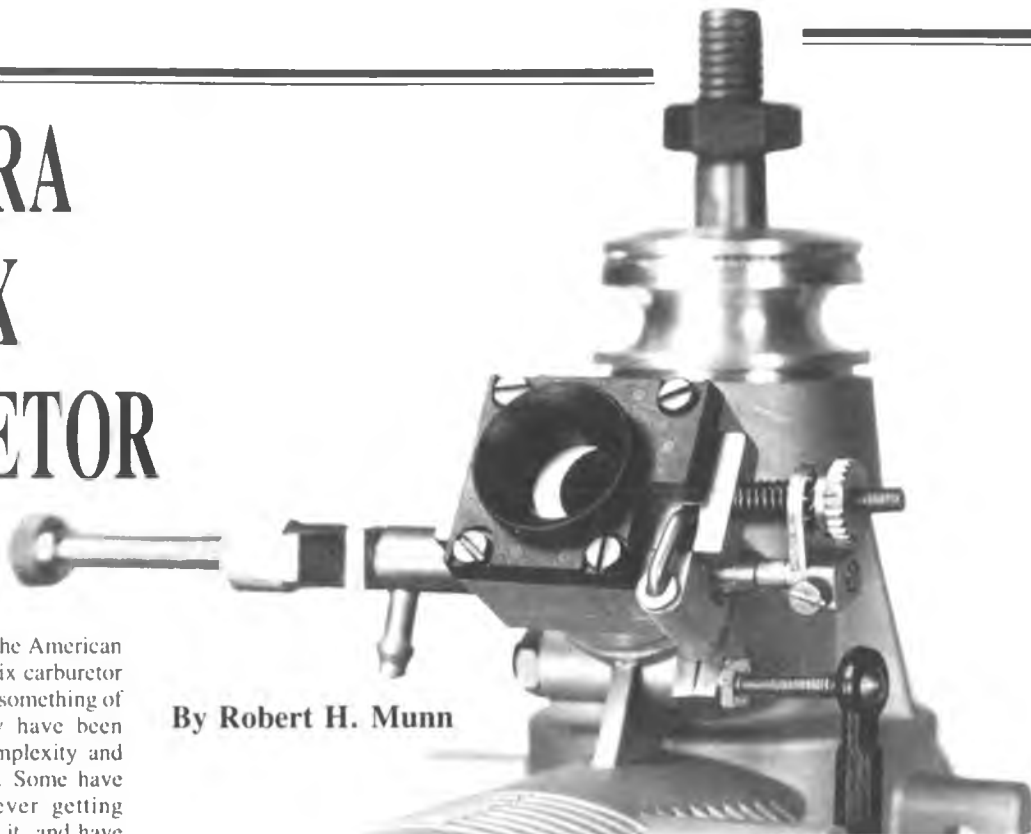 RA
X
ETOR
By Robert H. Munn
he American
ix carburetor
something of
have been
mplexity and
Some have
ever getting
it, and have